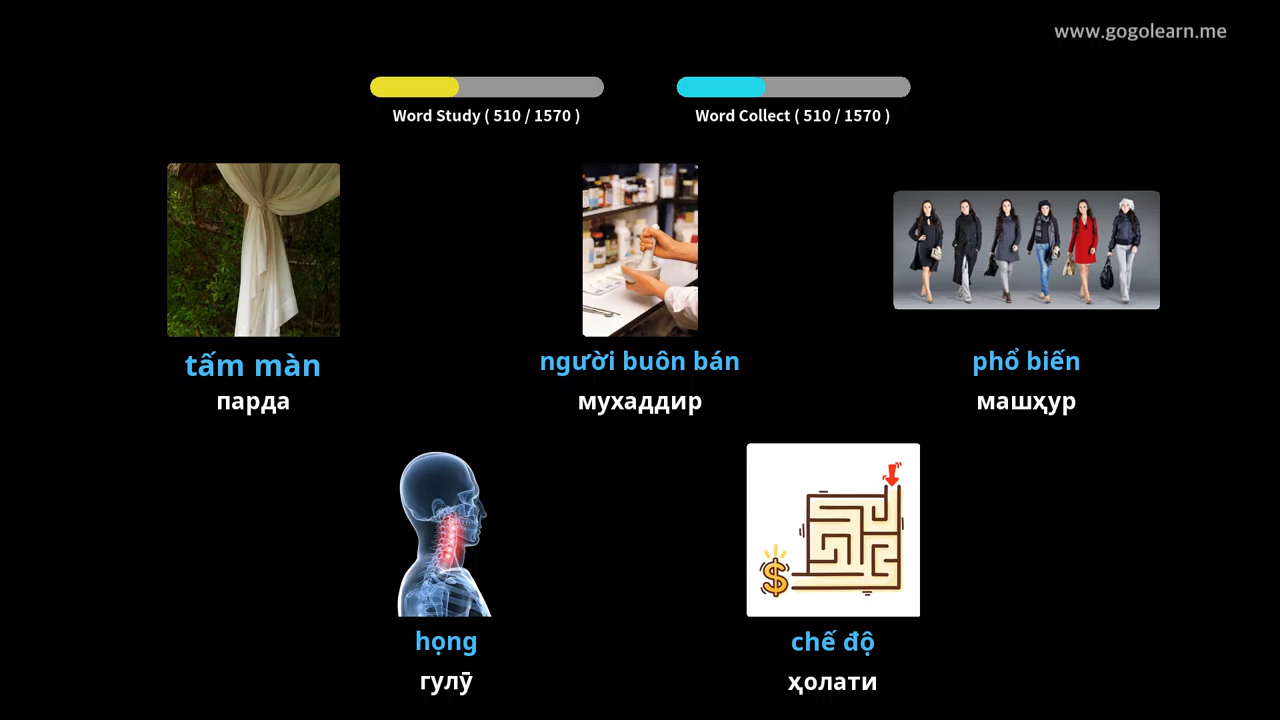 www.gogolearn.me
Word Study ( 510 / 1570 )
Word Collect ( 510 / 1570 )
tấm màn
парда
người buôn bán
мухаддир
phổ biến
машҳур
họng
гулӯ
chế độ
ҳолати